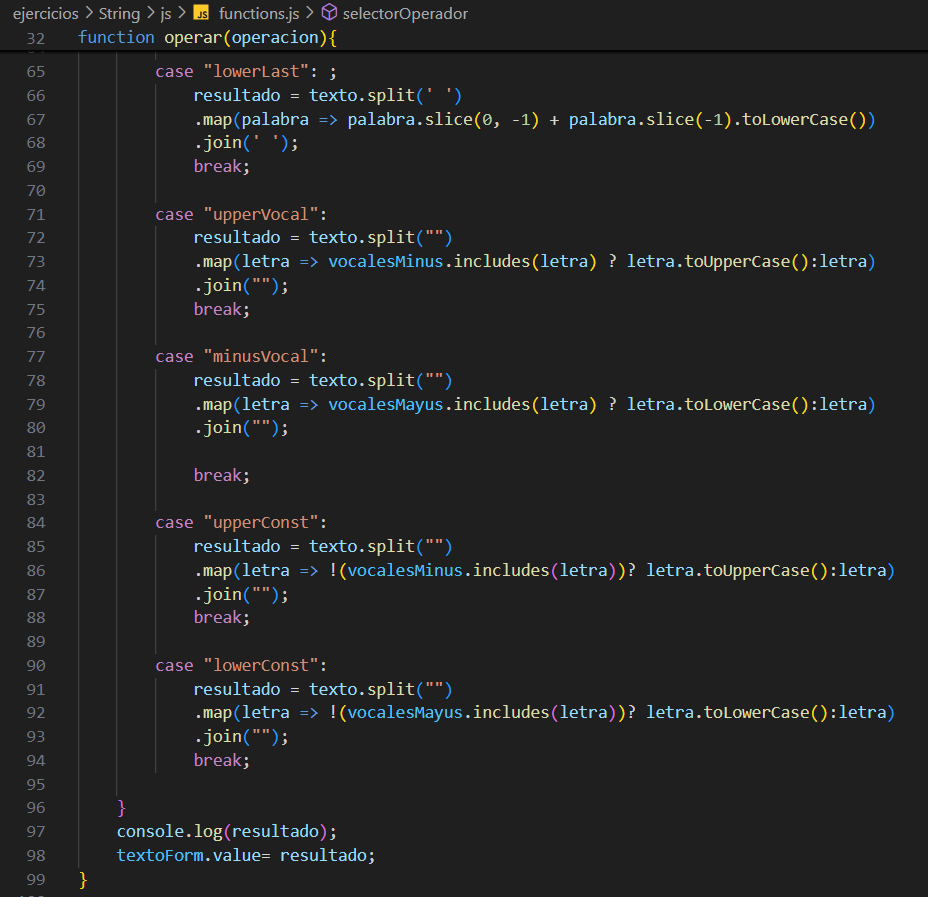 ejercicios > String > js > JS functions.js > selectorOperador
32 function operar(operacion){
65 case "lowerLast": ;
66 resultado = texto.split(' ')
67 .map(palabra => palabra.slice(0, -1) + palabra.slice(-1).toLowerCase())
68 .join(' ');
69 break;
70
71 case "upperVocal":
72 resultado = texto.split("")
73 .map(letra => vocalesMinus.includes(letra) ? letra.toUpperCase():letra)
74 .join("");
75 break;
76
77 case "minusVocal":
78 resultado = texto.split("")
79 .map(letra => vocalesMayus.includes(letra) ? letra.toLowerCase():letra)
80 .join("");
81
82 break;
83
84 case "upperConst":
85 resultado = texto.split("")
86 .map(letra => !(vocalesMinus.includes(letra))? letra.toUpperCase():letra)
87 .join("");
88 break;
89
90 case "lowerConst":
91 resultado = texto.split("")
92 .map(letra => !(vocalesMayus.includes(letra))? letra.toLowerCase():letra)
93 .join("");
94 break;
95
96 }
97 console.log(resultado);
98 textoForm.value= resultado;
99 }